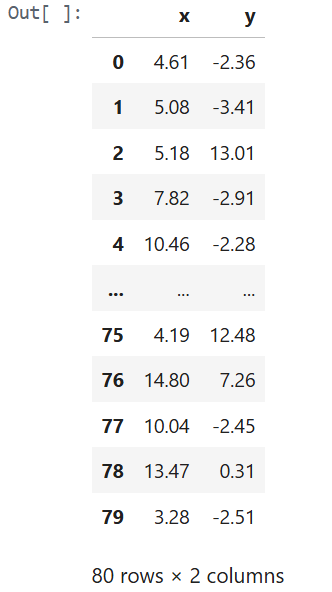 Out[ ]:
x y
0 4.61 -2.36
1 5.08 -3.41
2 5.18 13.01
3 7.82 -2.91
4 10.46 -2.28
... ... ...
75 4.19 12.48
76 14.80 7.26
77 10.04 -2.45
78 13.47 0.31
79 3.28 -2.51
80 rows × 2 columns